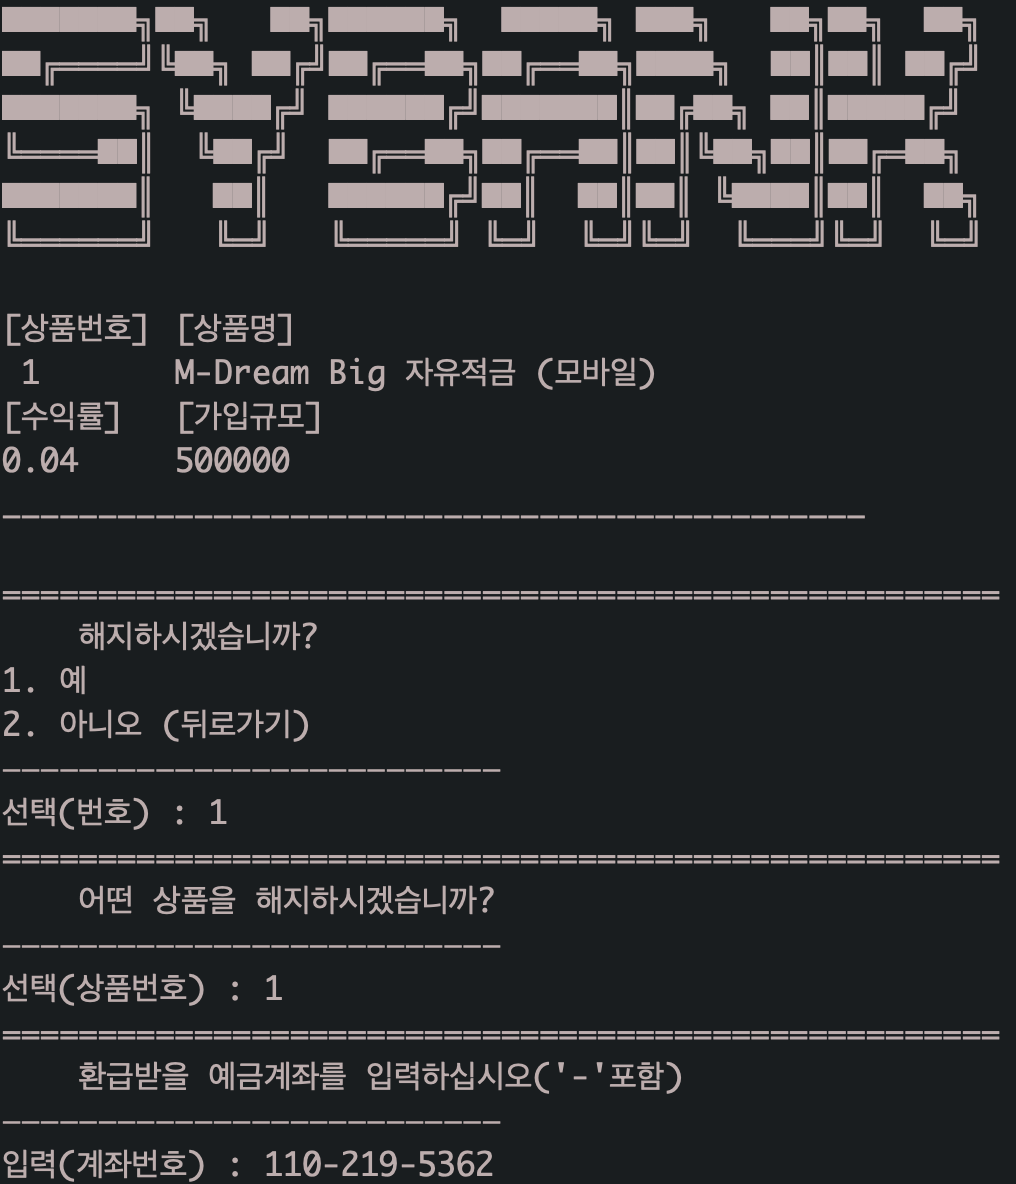 SYBANK
[상품번호] [상품명]
1 M-Dream Big 자유적금 (모바일)
[수익률] [가입규모]
0.04 500000
---------------------------------------------
====================================================
해지하시겠습니까?
1. 예
2. 아니오 (뒤로가기)
--------------------------
선택(번호) : 1
====================================================
어떤 상품을 해지하시겠습니까?
--------------------------
선택(상품번호) : 1
====================================================
환급받을 예금계좌를 입력하십시오('-'포함)
--------------------------
입력(계좌번호) : 110-219-5362